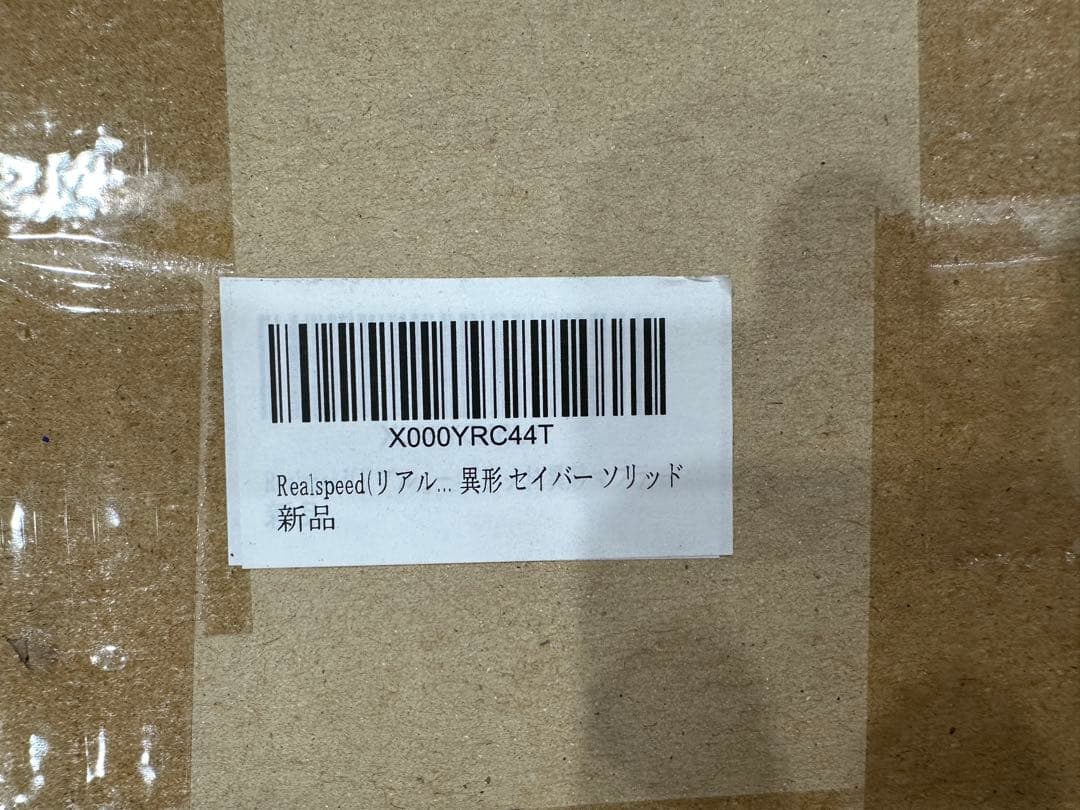 X000YRC44T
Realspeed(リアル... 異形 セイバー ソリッド
新品